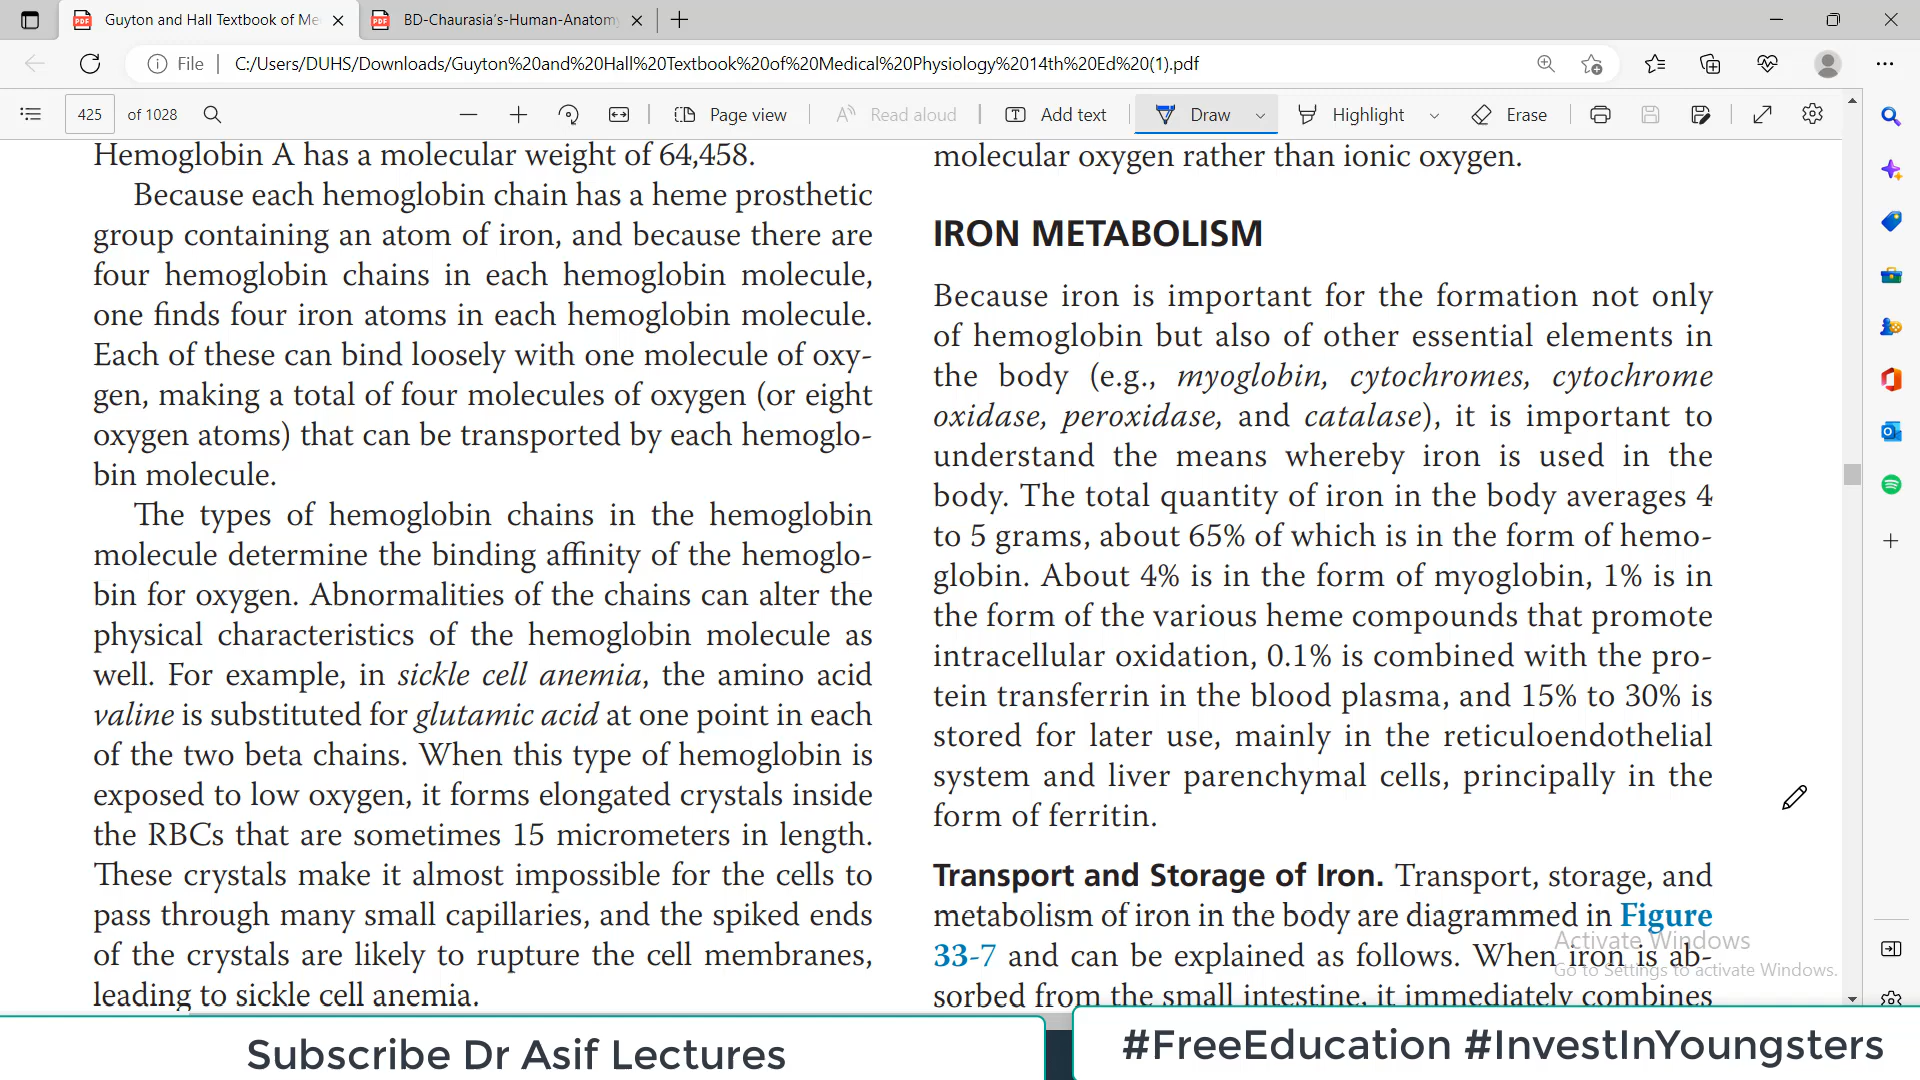 Guyton and Hall Textbook of Me
BD-Chaurasia's-Human-Anatomy
File
C:/Users/DUHS/Downloads/Guyton%20and%20Hall%20Textbook%20of%20Medical%20Physiology%2014th%20Ed%20(1).pdf
425 of 1028
Page view
Read aloud
Add text
Draw
Highlight
Erase
Hemoglobin A has a molecular weight of 64,458.
Because each hemoglobin chain has a heme prosthetic
group containing an atom of iron, and because there are
four hemoglobin chains in each hemoglobin molecule,
one finds four iron atoms in each hemoglobin molecule.
Each of these can bind loosely with one molecule of oxy-
gen, making a total of four molecules of oxygen (or eight
oxygen atoms) that can be transported by each hemoglo-
bin molecule.
The types of hemoglobin chains in the hemoglobin
molecule determine the binding affinity of the hemoglo-
bin for oxygen. Abnormalities of the chains can alter the
physical characteristics of the hemoglobin molecule as
well. For example, in sickle cell anemia, the amino acid
valine is substituted for glutamic acid at one point in each
of the two beta chains. When this type of hemoglobin is
exposed to low oxygen, it forms elongated crystals inside
the RBCs that are sometimes 15 micrometers in length.
These crystals make it almost impossible for the cells to
pass through many small capillaries, and the spiked ends
of the crystals are likely to rupture the cell membranes,
leading to sickle cell anemia.
molecular oxygen rather than ionic oxygen.
IRON METABOLISM
Because iron is important for the formation not only
of hemoglobin but also of other essential elements in
the body (e.g., myoglobin, cytochromes, cytochrome
oxidase, peroxidase, and catalase), it is important to
understand the means whereby iron is used in the
body. The total quantity of iron in the body averages 4
to 5 grams, about 65% of which is in the form of hemo-
globin. About 4% is in the form of myoglobin, 1% is in
the form of the various heme compounds that promote
intracellular oxidation, 0.1% is combined with the pro-
tein transferrin in the blood plasma, and 15% to 30% is
stored for later use, mainly in the reticuloendothelial
system and liver parenchymal cells, principally in the
form of ferritin.
Transport and Storage of Iron. Transport, storage, and
metabolism of iron in the body are diagrammed in Figure
33-7 and can be explained as follows. When iron is ab-
sorbed from the small intestine, it immediately combines
Activate Windows
Go to Settings to activate Windows.
Subscribe Dr Asif Lectures
#FreeEducation #InvestInYoungsters